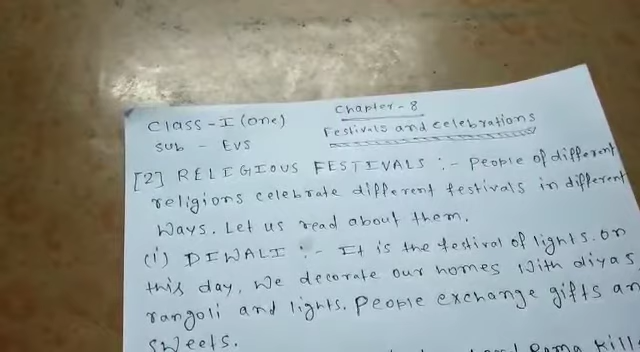 Class-I (one)
Chapter-8
Sub - EVS
Festivals and celebrations
[2] RELIGIOUS FESTIVALS :- People of different
religions celebrate different festivals in different
ways. Let us read about them.
(i) DIWALI :- It is the festival of lights. On
this day, we decorate our homes with diyas,
rangoli and lights. People exchange gifts an
sweets.
Rama kill